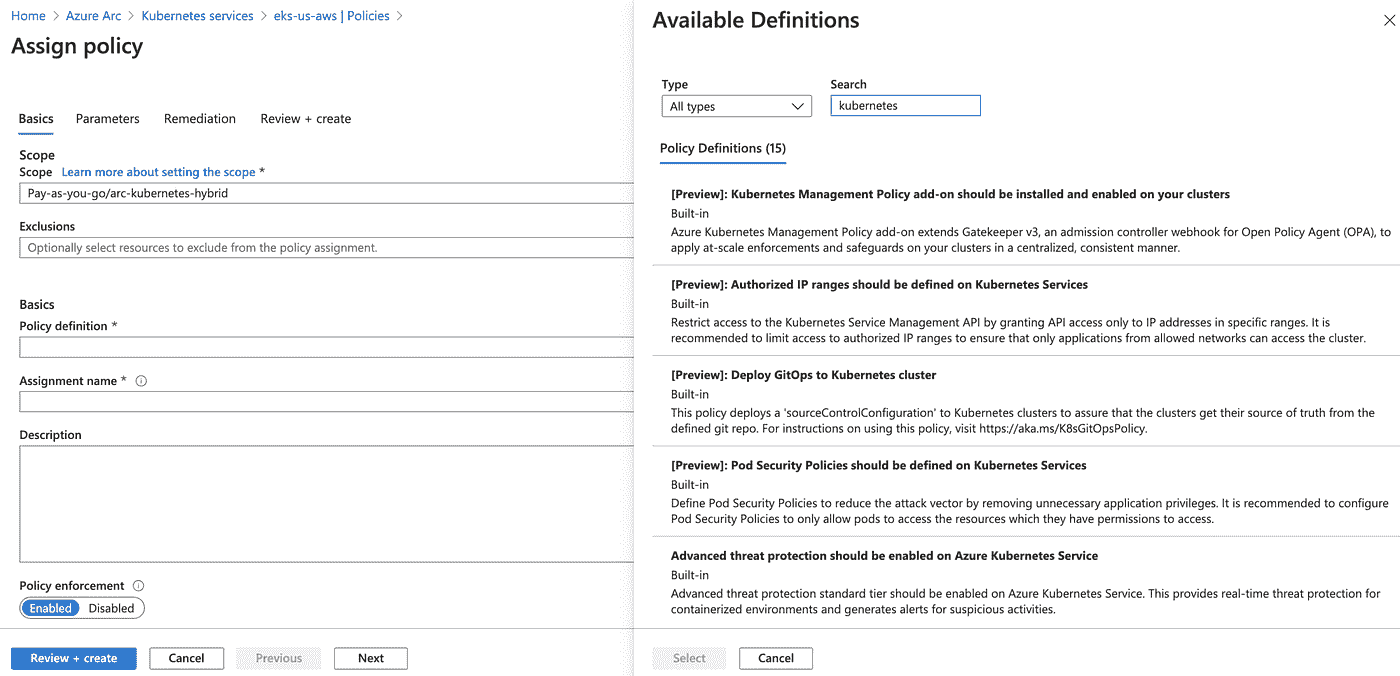 Home > Azure Arc > Kubernetes services > eks-us-aws | Policies >
Assign policy
Basics Parameters Remediation Review + create
Scope
Scope Learn more about setting the scope *
Pay-as-you-go/arc-kubernetes-hybrid
Exclusions
Optionally select resources to exclude from the policy assignment.
Basics
Policy definition *
Assignment name *
Description
Policy enforcement
Enabled Disabled
Review + create Cancel Previous Next
Available Definitions
Type Search
All types kubernetes
Policy Definitions (15)
[Preview]: Kubernetes Management Policy add-on should be installed and enabled on your clusters
Built-in
Azure Kubernetes Management Policy add-on extends Gatekeeper v3, an admission controller webhook for Open Policy Agent (OPA), to
apply at-scale enforcements and safeguards on your clusters in a centralized, consistent manner.
[Preview]: Authorized IP ranges should be defined on Kubernetes Services
Built-in
Restrict access to the Kubernetes Service Management API by granting API access only to IP addresses in specific ranges. It is
recommended to limit access to authorized IP ranges to ensure that only applications from allowed networks can access the cluster.
[Preview]: Deploy GitOps to Kubernetes cluster
Built-in
This policy deploys a 'sourceControlConfiguration' to Kubernetes clusters to assure that the clusters get their source of truth from the
defined git repo. For instructions on using this policy, visit https://aka.ms/K8sGitOpsPolicy.
[Preview]: Pod Security Policies should be defined on Kubernetes Services
Built-in
Define Pod Security Policies to reduce the attack vector by removing unnecessary application privileges. It is recommended to configure
Pod Security Policies to only allow pods to access the resources which they have permissions to access.
Advanced threat protection should be enabled on Azure Kubernetes Service
Built-in
Advanced threat protection standard tier should be enabled on Azure Kubernetes Service. This provides real-time threat protection for
containerized environments and generates alerts for suspicious activities.
Select Cancel